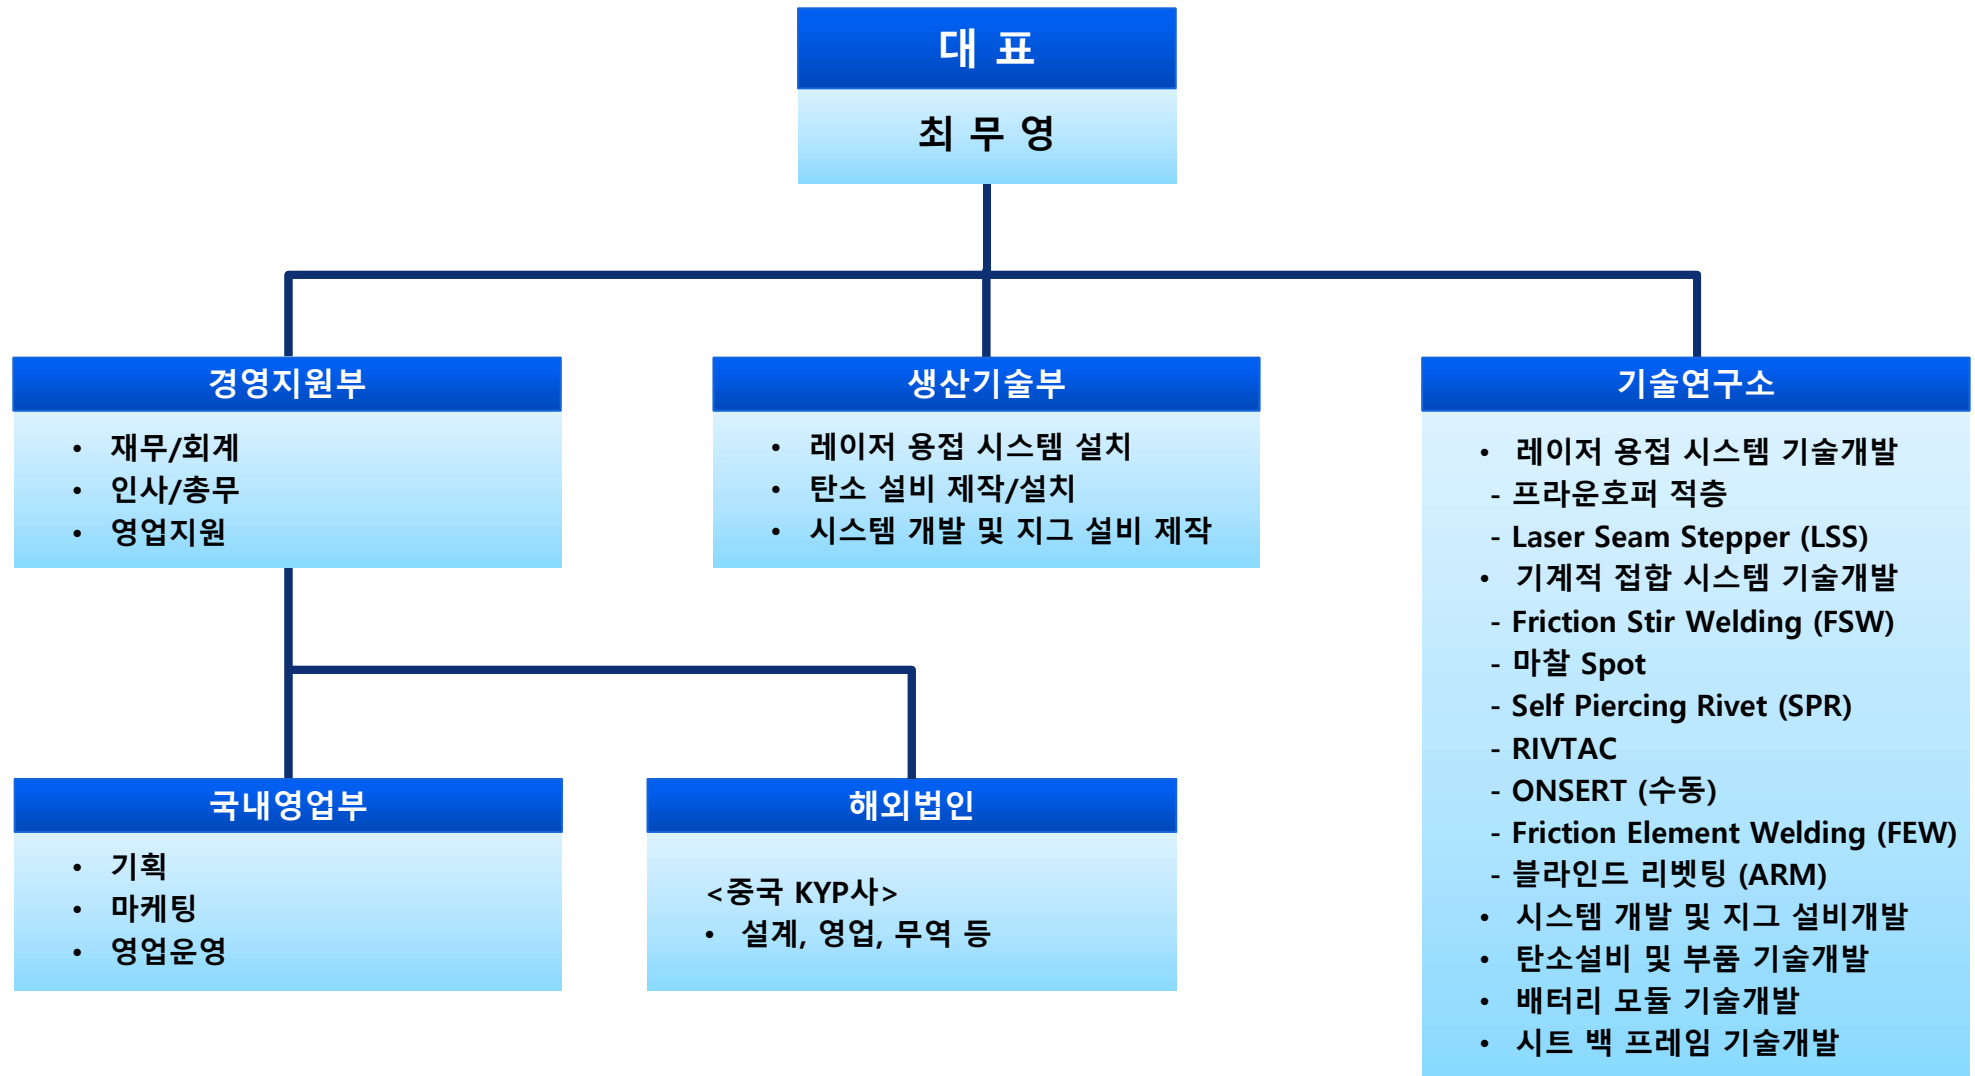 대 표
최 무 영
경영지원부
• 재무/회계
• 인사/총무
• 영업지원
생산기술부
• 레이저 용접 시스템 설치
• 탄소 설비 제작/설치
• 시스템 개발 및 지그 설비 제작
기술연구소
• 레이저 용접 시스템 기술개발
- 프라운호퍼 적층
- Laser Seam Stepper (LSS)
• 기계적 접합 시스템 기술개발
- Friction Stir Welding (FSW)
- 마찰 Spot
- Self Piercing Rivet (SPR)
- RIVTAC
- ONSERT (수동)
- Friction Element Welding (FEW)
- 블라인드 리벳팅 (ARM)
• 시스템 개발 및 지그 설비개발
• 탄소설비 및 부품 기술개발
• 배터리 모듈 기술개발
• 시트 백 프레임 기술개발
국내영업부
• 기획
• 마케팅
• 영업운영
해외법인
<중국 KYP사>
• 설계, 영업, 무역 등